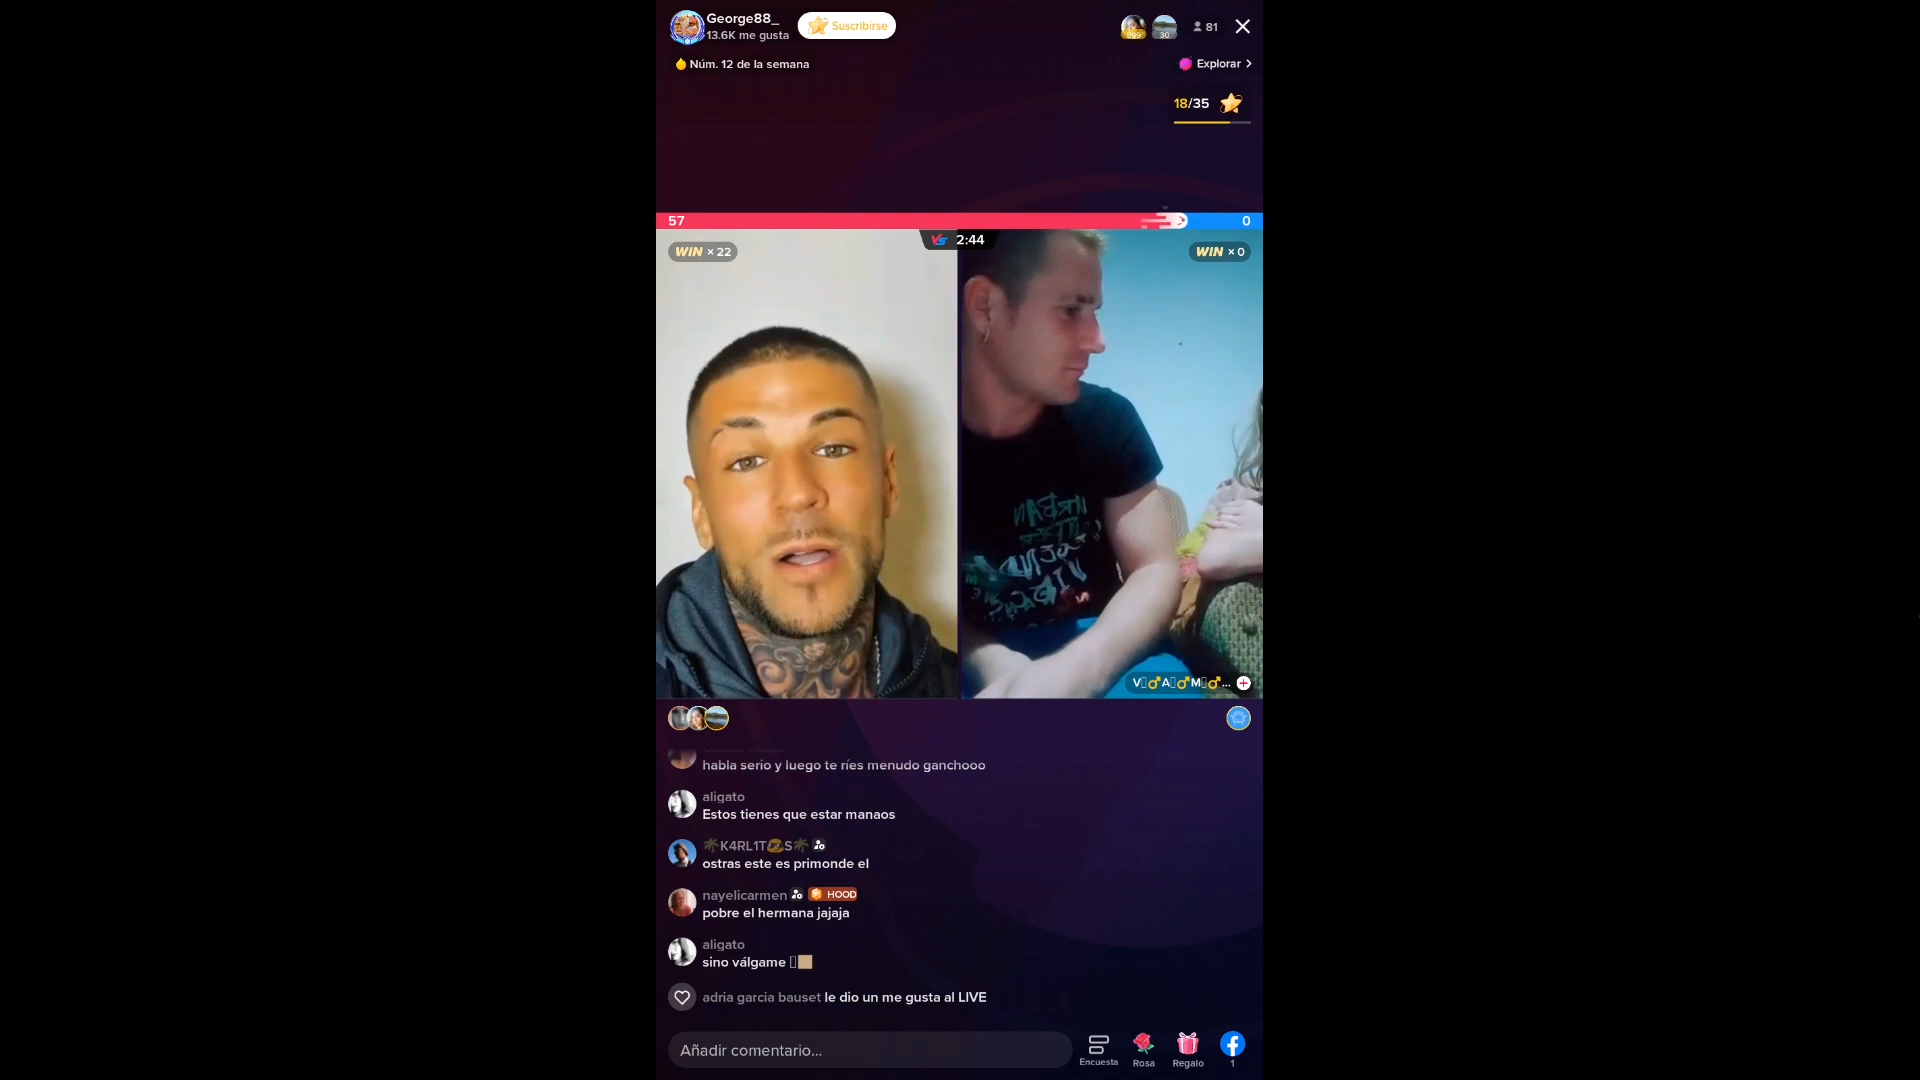 George88_
13.6K me gusta
Suscribirse
899
30
81
Núm. 12 de la semana
Explorar
18/35
57
0
VS 2:44
WIN × 22
WIN × 0
habla serio y luego te ríes menudo ganchooo
aligato
Estos tienes que estar manaos
K4RL1T S
ostras este es primonde el
nayelicarmen HOOD
pobre el hermana jajaja
aligato
sino válgame
adria garcia bauset le dio un me gusta al LIVE
Añadir comentario...
Encuesta
Rosa
Regalo
1